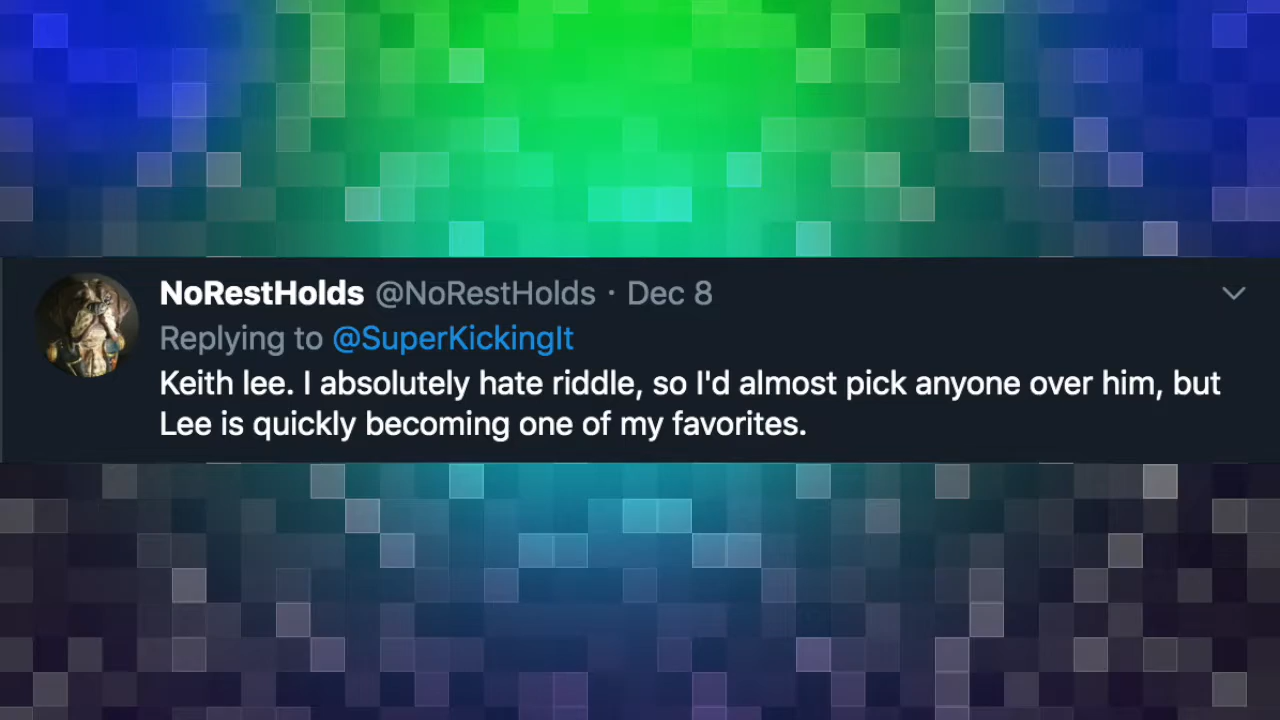 NoRestHolds @NoRestHolds · Dec 8
Replying to @SuperKickingIt
Keith lee. I absolutely hate riddle, so I'd almost pick anyone over him, but
Lee is quickly becoming one of my favorites.